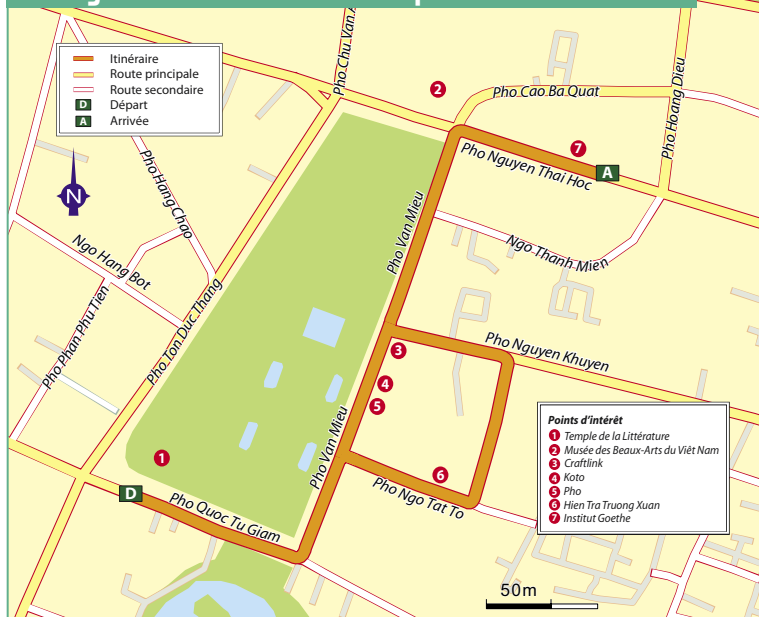 Itinéraire
Route principale
Route secondaire
D Départ
A Arrivée
N
Pho Chu Van A
2
Pho Cao Ba Quat
Pho Hoang Dieu
7
Pho Nguyen Thai Hoc
A
Pho Hang Chao
Pho Van Mieu
Ngo Thanh Mien
Ngo Hang Bot
Pho Phan Phu Tien
Pho Ton Duc Thang
3
Pho Nguyen Khuyen
4
5
Pho Van Mieu
1
6
Pho Ngo Tat To
D
Pho Quoc Tu Giam
Points d'intérêt
1 Temple de la Littérature
2 Musée des Beaux-Arts du Viêt Nam
3 Craftlink
4 Koto
5 Pho
6 Hien Tra Truong Xuan
7 Institut Goethe
50m